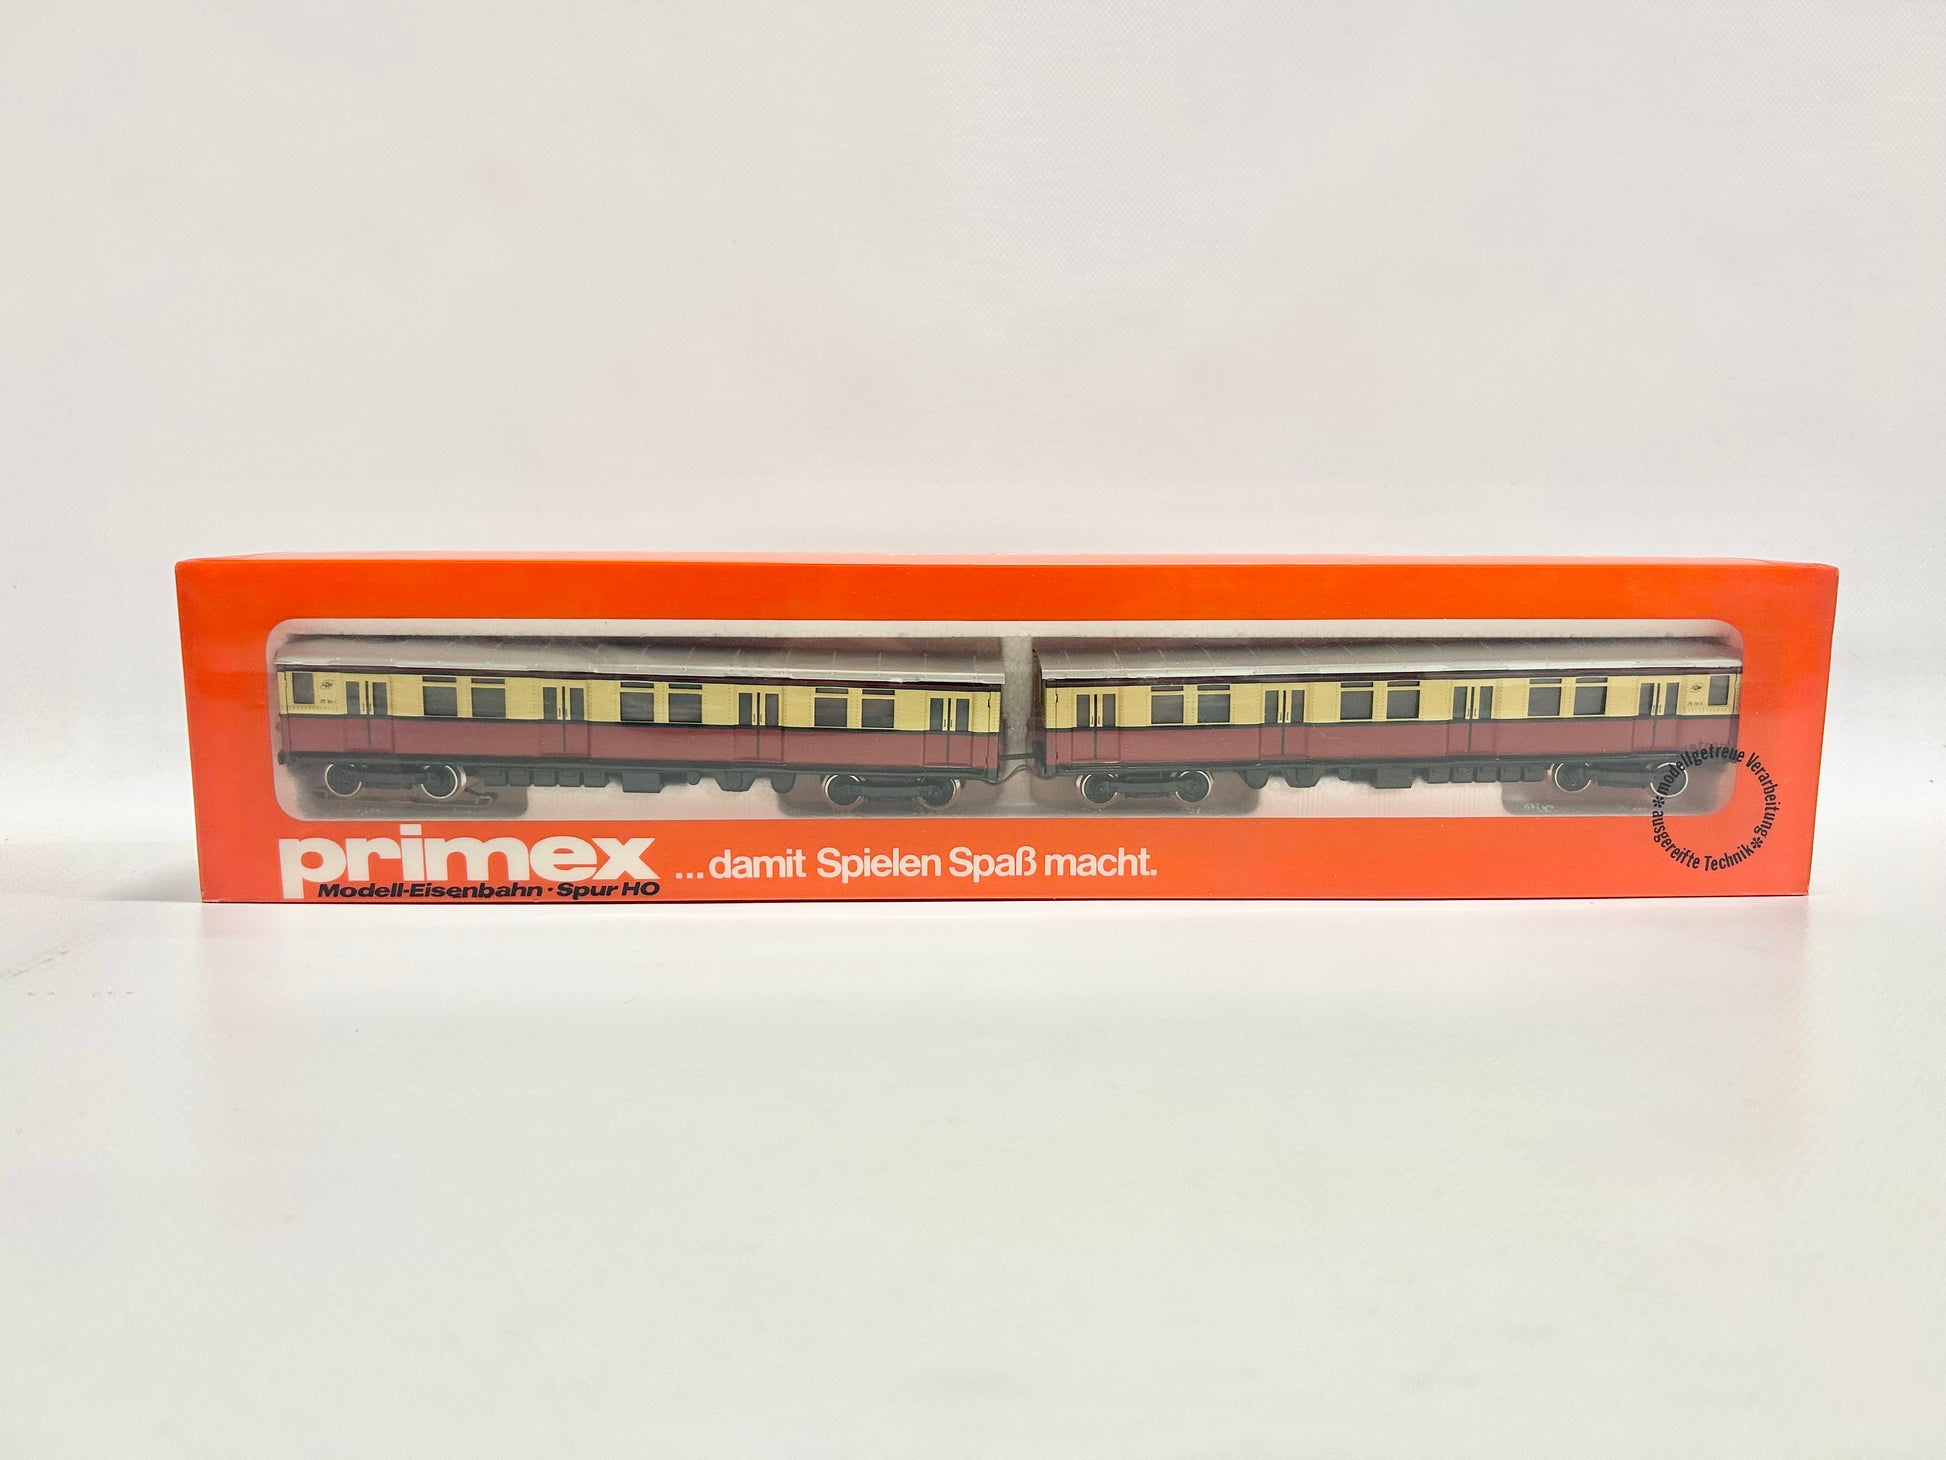 primex
Modell-Eisenbahn · Spur HO
...damit Spielen Spaß macht.
*modellgetreue Verarbeitung*
ausgereifte Technik